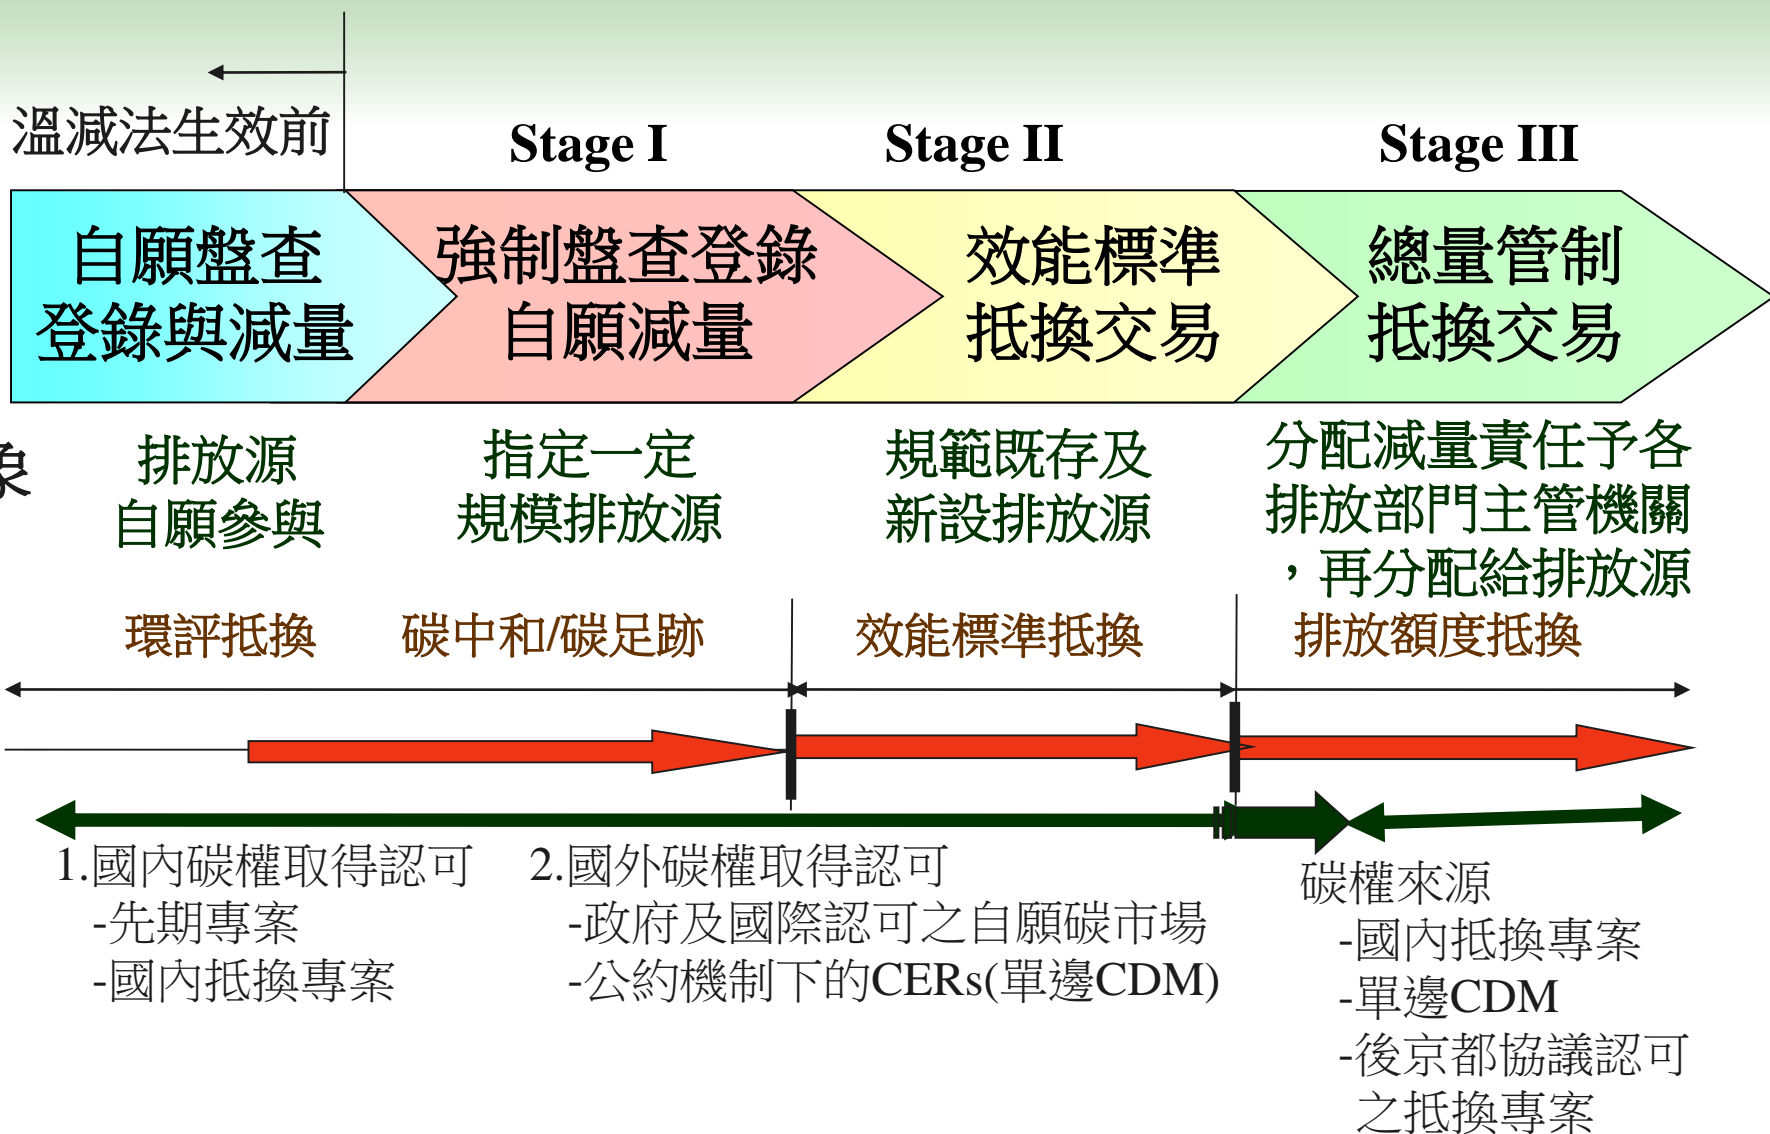 溫減法生效前
Stage I
Stage II
Stage III
自願盤查
登錄與減量
強制盤查登錄
自願減量
效能標準
抵換交易
總量管制
抵換交易
象
排放源
自願參與
指定一定
規模排放源
規範既存及
新設排放源
分配減量責任予各
排放部門主管機關
，再分配給排放源
環評抵換
碳中和/碳足跡
效能標準抵換
排放額度抵換
1.國內碳權取得認可
-先期專案
-國內抵換專案
2.國外碳權取得認可
-政府及國際認可之自願碳市場
-公約機制下的CERs(單邊CDM)
碳權來源
-國內抵換專案
-單邊CDM
-後京都協議認可
之抵換專案